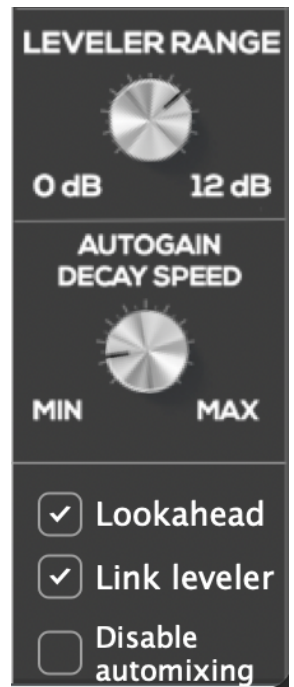 LEVELER RANGE
0 dB 12 dB
AUTOGAIN
DECAY SPEED
MIN MAX
Lookahead
Link leveler
Disable
automixing